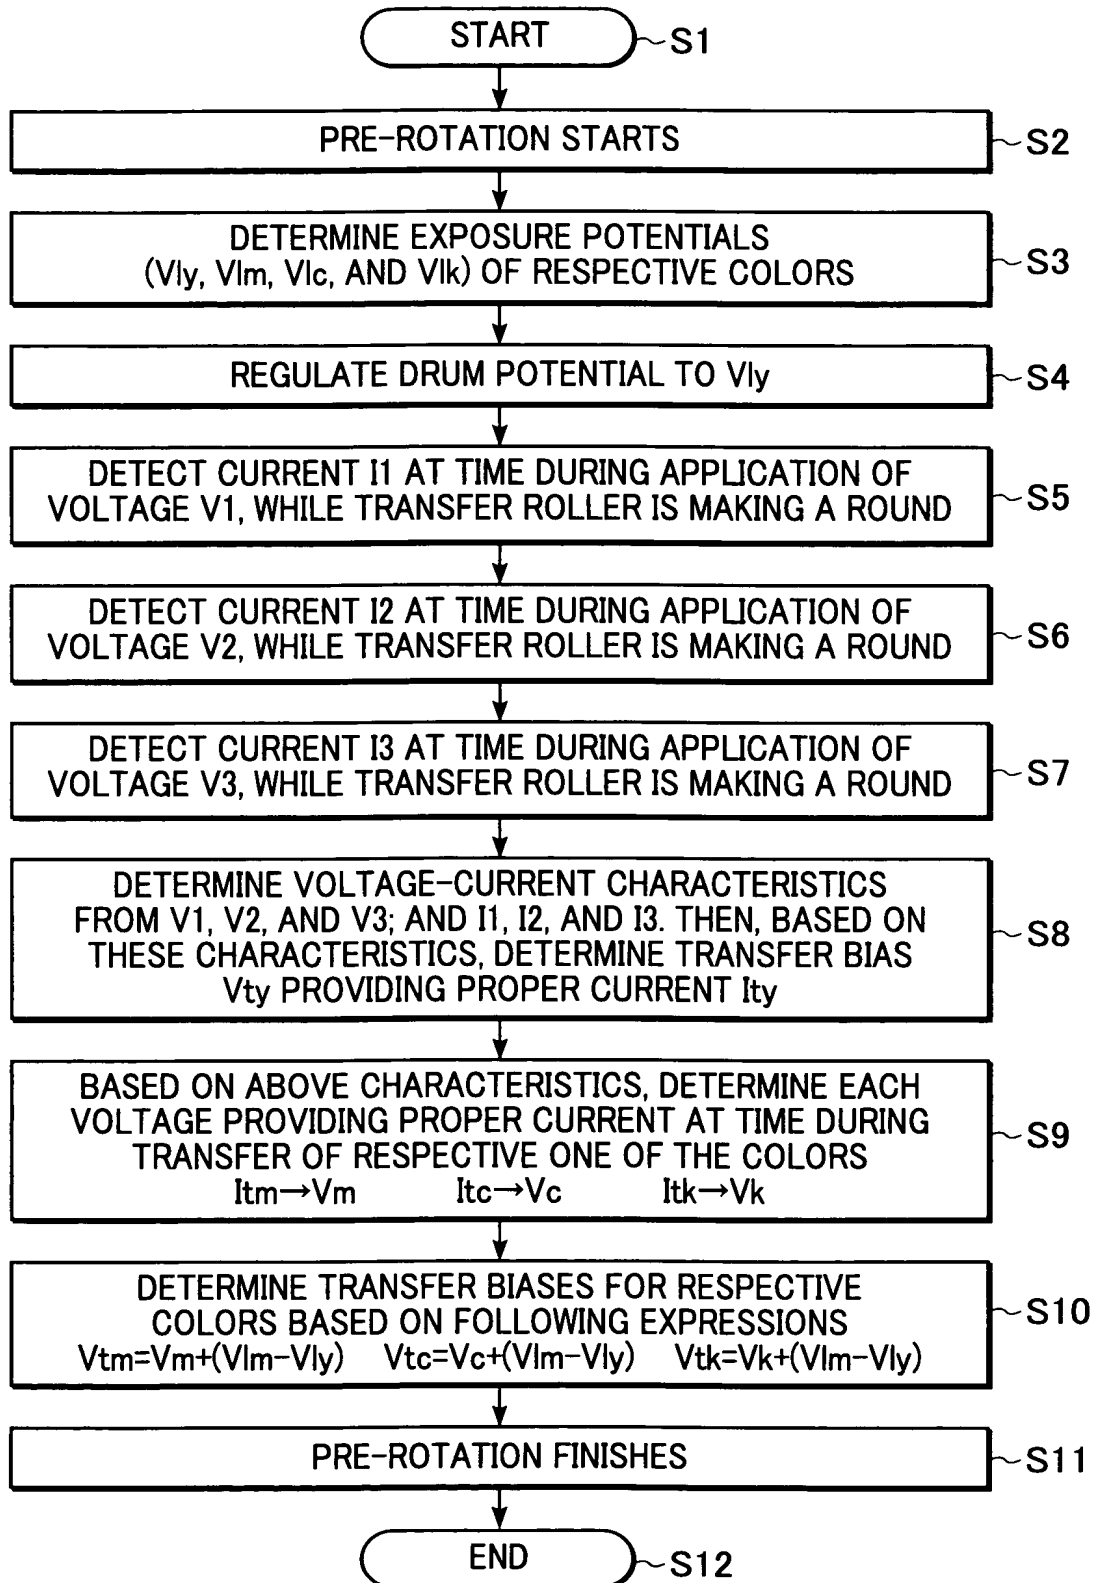 START
S1
PRE-ROTATION STARTS
S2
DETERMINE EXPOSURE POTENTIALS
(Vly, Vlm, Vlc, AND Vlk) OF RESPECTIVE COLORS
S3
REGULATE DRUM POTENTIAL TO Vly
S4
DETECT CURRENT I1 AT TIME DURING APPLICATION OF
VOLTAGE V1, WHILE TRANSFER ROLLER IS MAKING A ROUND
S5
DETECT CURRENT I2 AT TIME DURING APPLICATION OF
VOLTAGE V2, WHILE TRANSFER ROLLER IS MAKING A ROUND
S6
DETECT CURRENT I3 AT TIME DURING APPLICATION OF
VOLTAGE V3, WHILE TRANSFER ROLLER IS MAKING A ROUND
S7
DETERMINE VOLTAGE-CURRENT CHARACTERISTICS
FROM V1, V2, AND V3; AND I1, I2, AND I3. THEN, BASED ON
THESE CHARACTERISTICS, DETERMINE TRANSFER BIAS
Vty PROVIDING PROPER CURRENT Ity
S8
BASED ON ABOVE CHARACTERISTICS, DETERMINE EACH
VOLTAGE PROVIDING PROPER CURRENT AT TIME DURING
TRANSFER OF RESPECTIVE ONE OF THE COLORS
Itm→Vm Itc→Vc Itk→Vk
S9
DETERMINE TRANSFER BIASES FOR RESPECTIVE
COLORS BASED ON FOLLOWING EXPRESSIONS
Vtm=Vm+(Vlm-Vly) Vtc=Vc+(Vlm-Vly) Vtk=Vk+(Vlm-Vly)
S10
PRE-ROTATION FINISHES
S11
END
S12